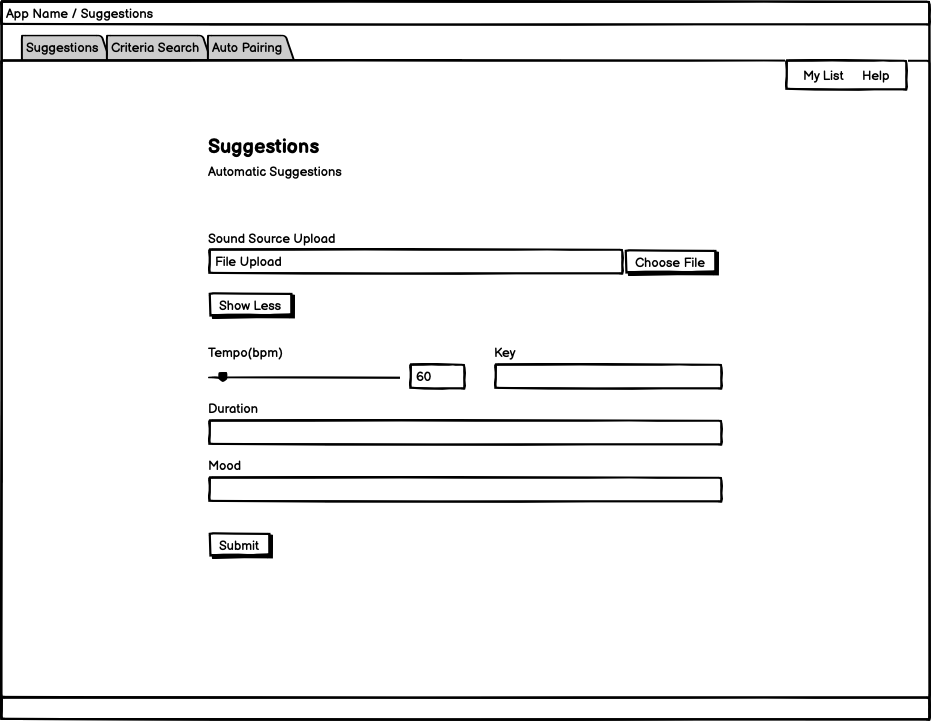 App Name / Suggestions
Suggestions Criteria Search Auto Pairing
My List Help
Suggestions
Automatic Suggestions
Sound Source Upload
File Upload Choose File
Show Less
Tempo(bpm) Key
60
Duration
Mood
Submit